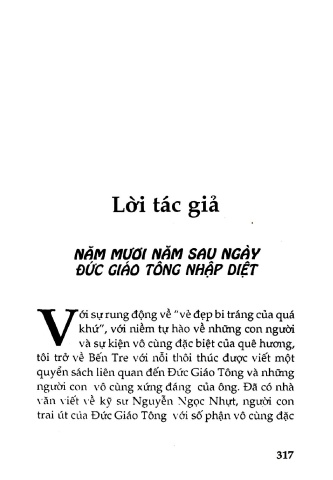 Lời tác giả
NĂM MƯƠI NĂM SAU NGÀY
ĐỨC GIÁO TÔNG NHẬP DIỆT
Với sự rung động về "vẻ đẹp bi tráng của quá
khứ", với niềm tự hào về những con người
và sự kiện vô cùng đặc biệt của quê hương,
tôi trở về Bến Tre với nỗi thôi thúc được viết một
quyển sách liên quan đến Đức Giáo Tông và những
người con vô cùng xứng đáng của ông. Đã có nhà
văn viết về kỹ sư Nguyễn Ngọc Nhựt, người con
trai út của Đức Giáo Tông với số phận vô cùng đặc
317